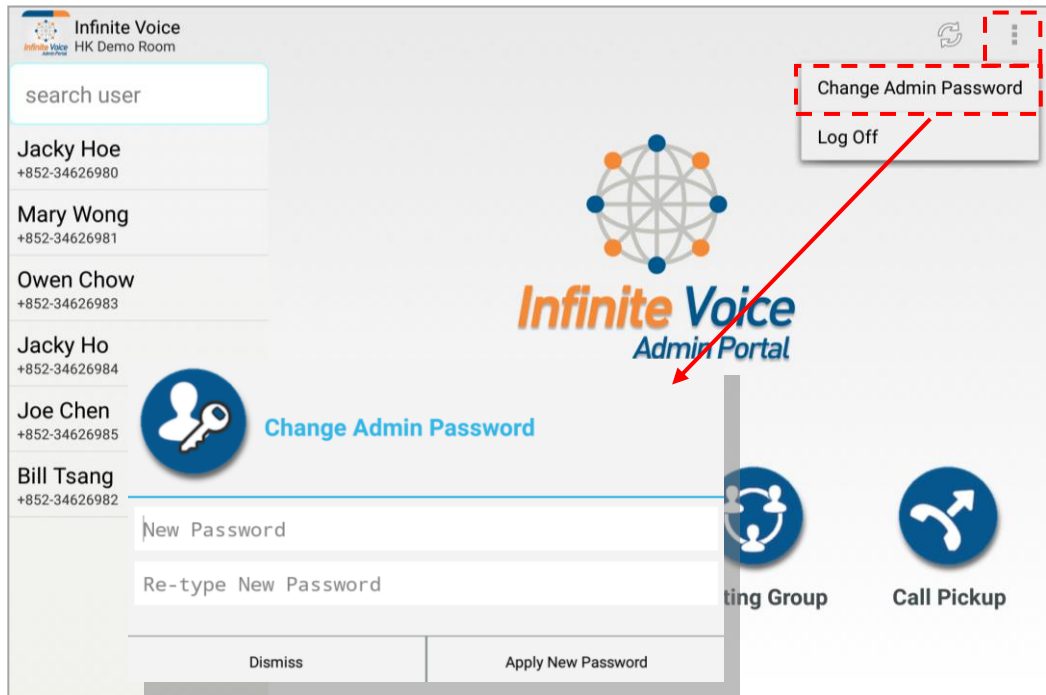 Infinite Voice
HK Demo Room
Infinite Voice
Admin Portal
search user
Change Admin Password
Log Off
Jacky Hoe
+852-34626980
Mary Wong
+852-34626981
Owen Chow
+852-34626983
Jacky Ho
+852-34626984
Joe Chen
+852-34626985
Bill Tsang
+852-34626982
Infinite Voice
Admin Portal
Change Admin Password
New Password
Re-type New Password
Dismiss
Apply New Password
ting Group
Call Pickup